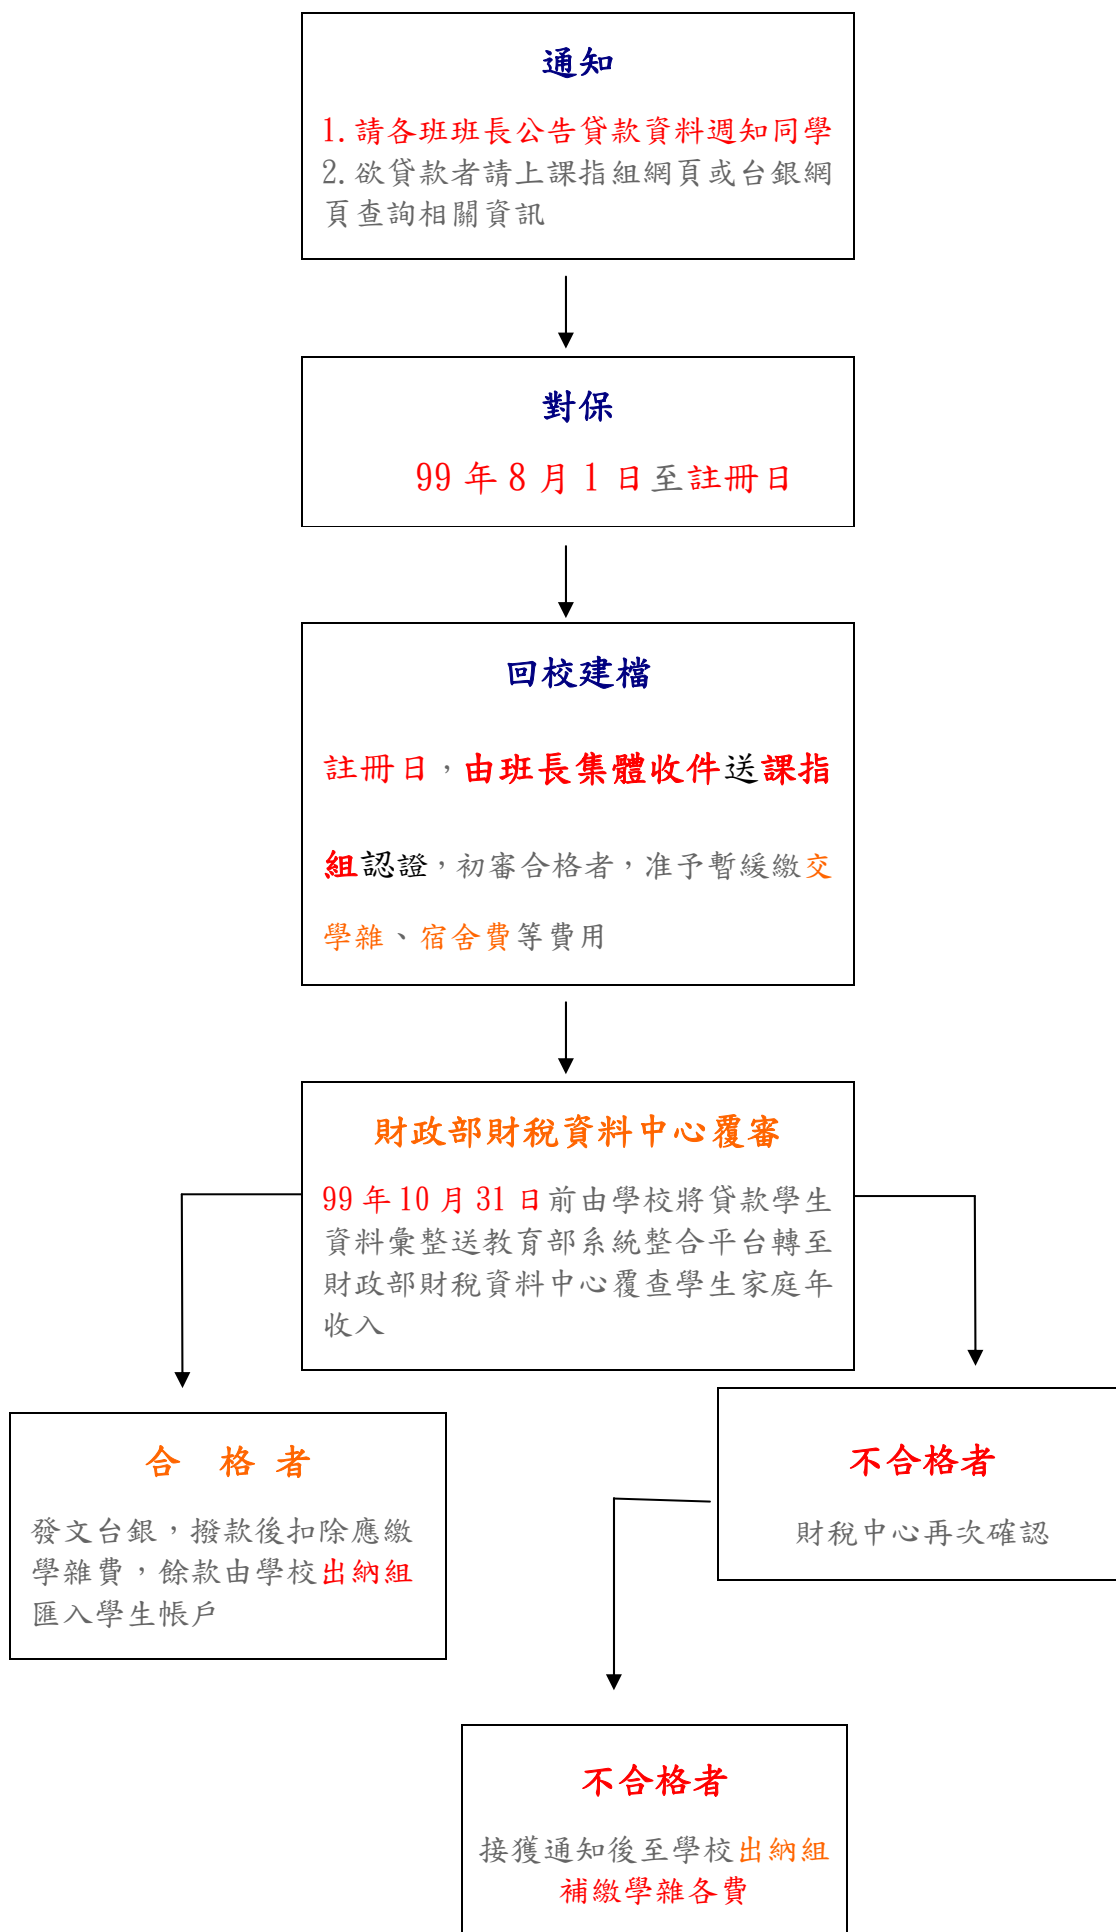 通知
1.請各班班長公告貸款資料週知同學
2.欲貸款者請上課指組網頁或台銀網
頁查詢相關資訊
對保
99年8月1日至註冊日
回校建檔
註冊日，由班長集體收件送課指
組認證，初審合格者，准予暫緩繳交
學雜、宿舍費等費用
財政部財稅資料中心覆審
99年10月31日前由學校將貸款學生
資料彙整送教育部系統整合平台轉至
財政部財稅資料中心覆查學生家庭年
收入
合 格 者
發文台銀，撥款後扣除應繳
學雜費，餘款由學校出納組
匯入學生帳戶
不合格者
財稅中心再次確認
不合格者
接獲通知後至學校出納組
補繳學雜各費